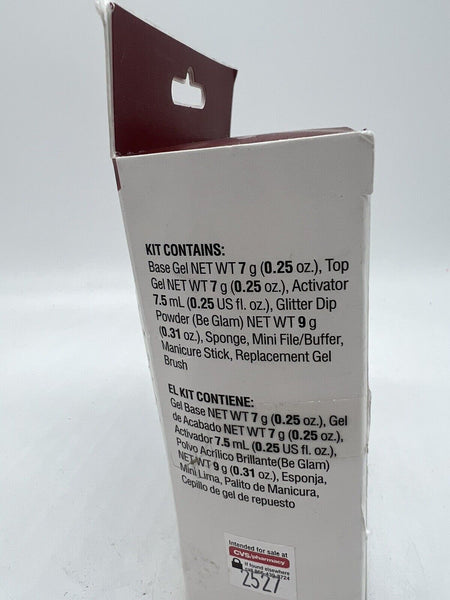 KIT CONTAINS:
Base Gel NET WT 7 g (0.25 oz.), Top
Gel NET WT 7 g (0.25 oz.), Activator
7.5 mL (0.25 US fl. oz.), Glitter Dip
Powder (Be Glam) NET WT 9 g
(0.31 oz.), Sponge, Mini File/Buffer,
Manicure Stick, Replacement Gel
Brush
EL KIT CONTIENE:
Gel Base NET WT 7 g (0.25 oz.), Gel
de Acabado NET WT 7 g (0.25 oz.),
Activador 7.5 mL (0.25 US fl. oz.),
Polvo Acrílico Brillante(Be Glam)
NET WT 9 g (0.31 oz.), Esponja,
Mini Lima, Palito de Manicura,
Cepillo de gel de repuesto
Intended for sale at
CVS/pharmacy
If found elsewhere
2527